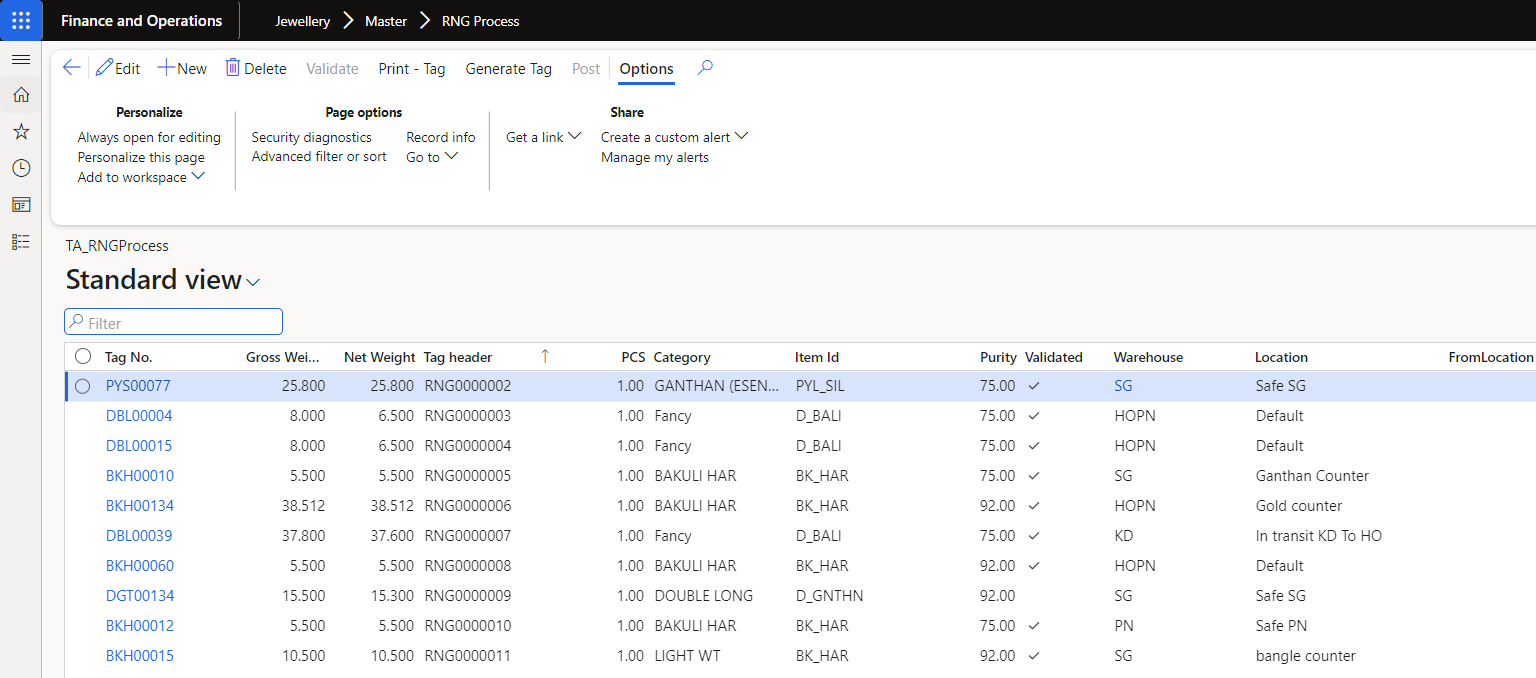 Finance and Operations Jewellery Master RNG Process
Edit New Delete Validate Print - Tag Generate Tag Post Options
Personalize Page options Share
Always open for editing Security diagnostics Record info Get a link Create a custom alert
Personalize this page Advanced filter or sort Go to Manage my alerts
Add to workspace
TA_RNGProcess
Standard view
Filter
Tag No. Gross Wei... Net Weight Tag header PCS Category Item Id Purity Validated Warehouse Location FromLocation
PYS00077 25.800 25.800 RNG0000002 1.00 GANTHAN (ESEN... PYL_SIL 75.00 SG Safe SG
DBL00004 8.000 6.500 RNG0000003 1.00 Fancy D_BALI 75.00 HOPN Default
DBL00015 8.000 6.500 RNG0000004 1.00 Fancy D_BALI 75.00 HOPN Default
BKH00010 5.500 5.500 RNG0000005 1.00 BAKULI HAR BK_HAR 75.00 SG Ganthan Counter
BKH00134 38.512 38.512 RNG0000006 1.00 BAKULI HAR BK_HAR 92.00 HOPN Gold counter
DBL00039 37.800 37.600 RNG0000007 1.00 Fancy D_BALI 75.00 KD In transit KD To HO
BKH00060 5.500 5.500 RNG0000008 1.00 BAKULI HAR BK_HAR 92.00 HOPN Default
DGT00134 15.500 15.300 RNG0000009 1.00 DOUBLE LONG D_GNTHN 92.00 SG Safe SG
BKH00012 5.500 5.500 RNG0000010 1.00 BAKULI HAR BK_HAR 75.00 PN Safe PN
BKH00015 10.500 10.500 RNG0000011 1.00 LIGHT WT BK_HAR 92.00 SG bangle counter